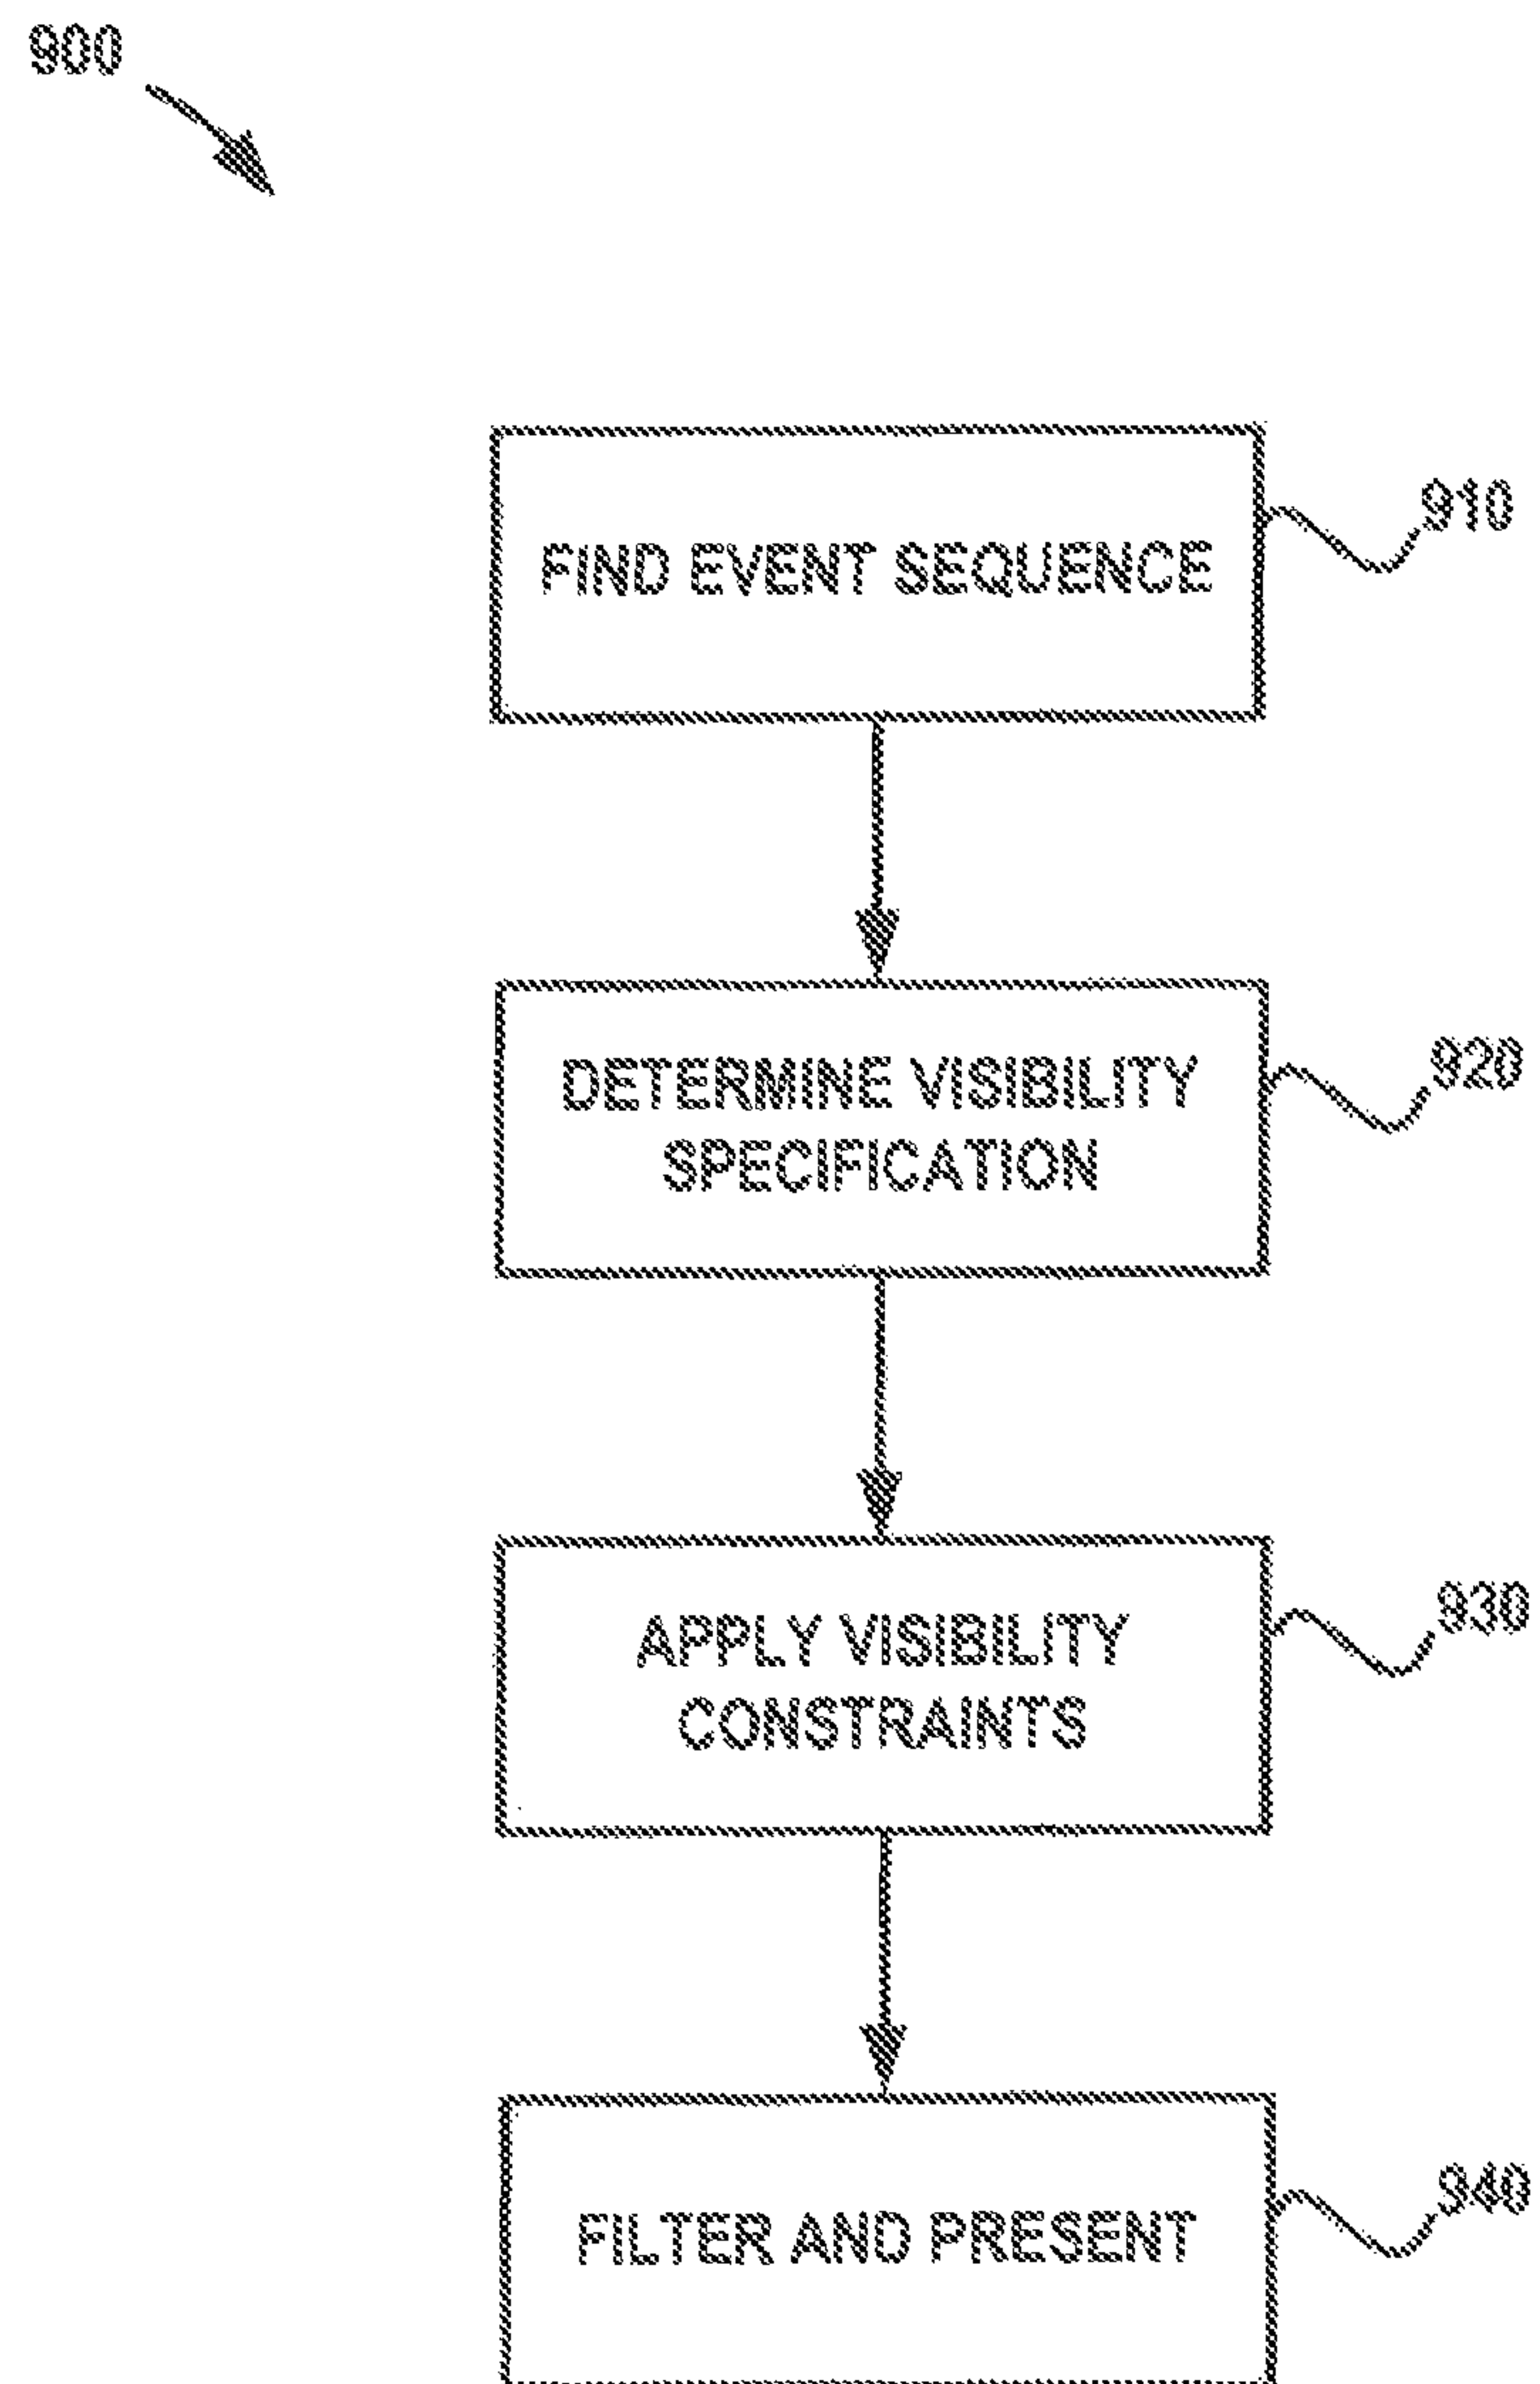 900
FIND EVENT SEQUENCE
910
DETERMINE VISIBILITY
SPECIFICATION
920
APPLY VISIBILITY
CONSTRAINTS
930
FILTER AND PRESENT
940